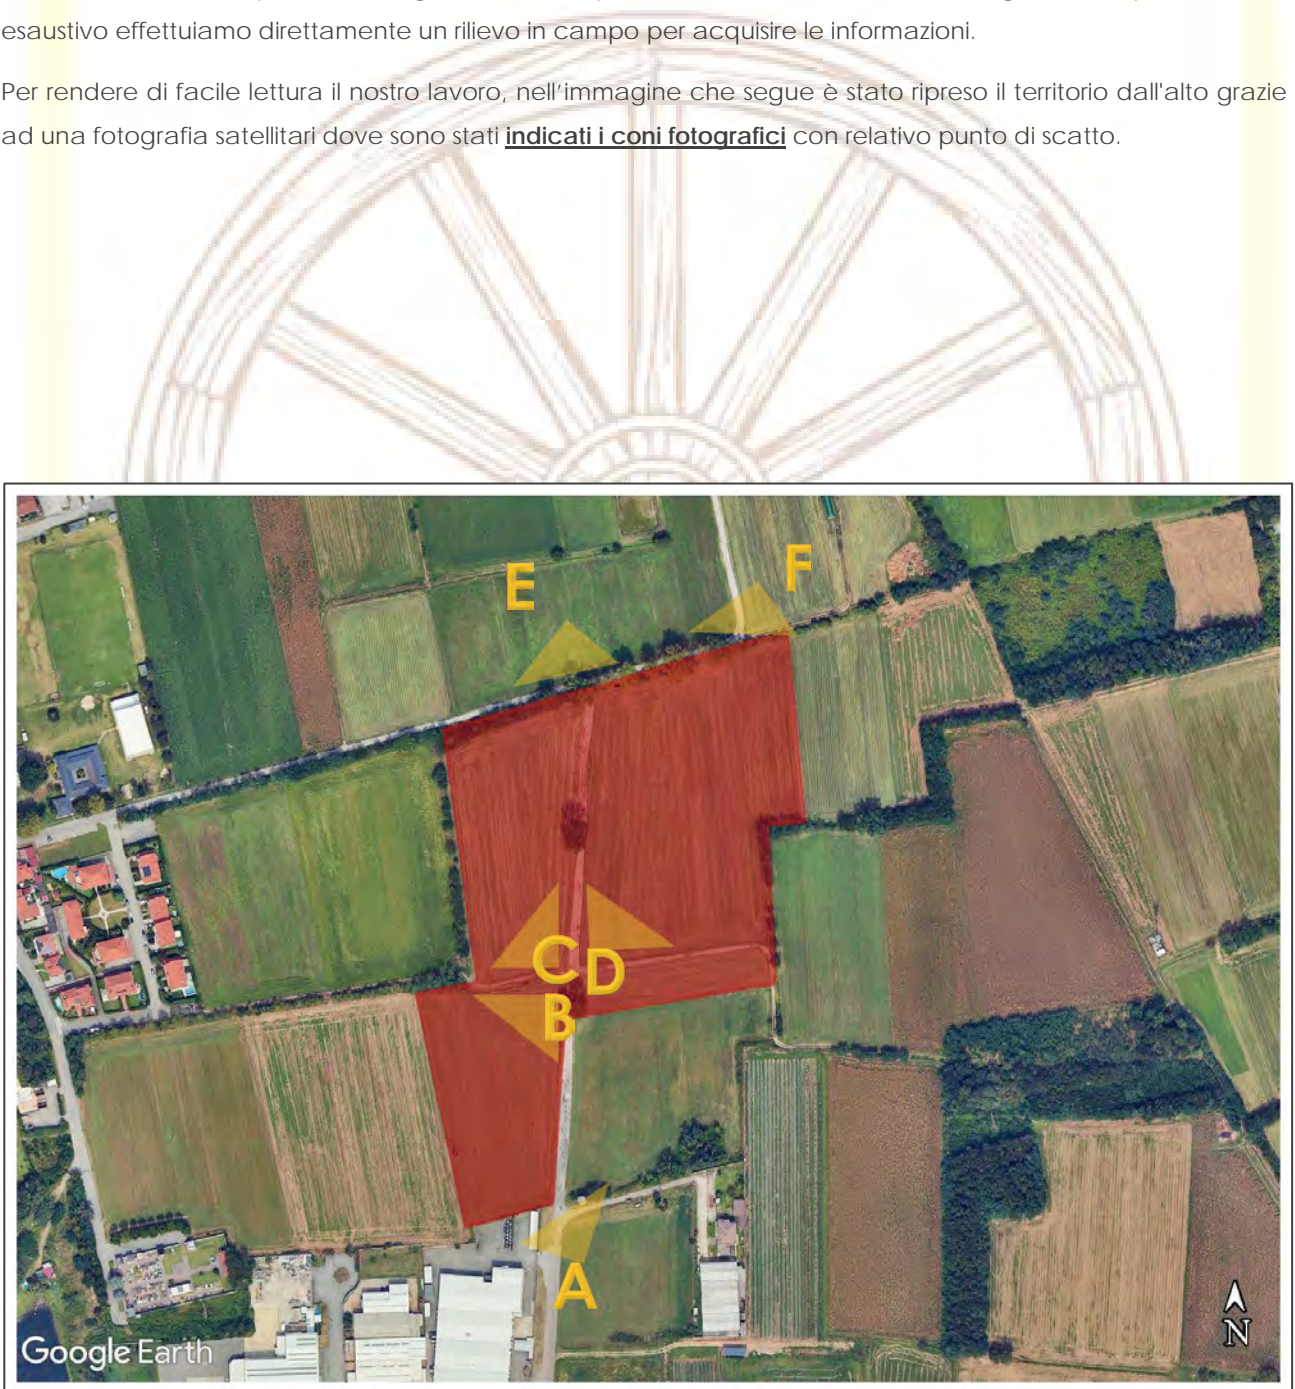 esaustivo effettuiamo direttamente un rilievo in campo per acquisire le informazioni.
Per rendere di facile lettura il nostro lavoro, nell'immagine che segue è stato ripreso il territorio dall'alto grazie
ad una fotografia satellitari dove sono stati indicati i coni fotografici con relativo punto di scatto.
E
F
C
D
B
A
N
Google Earth